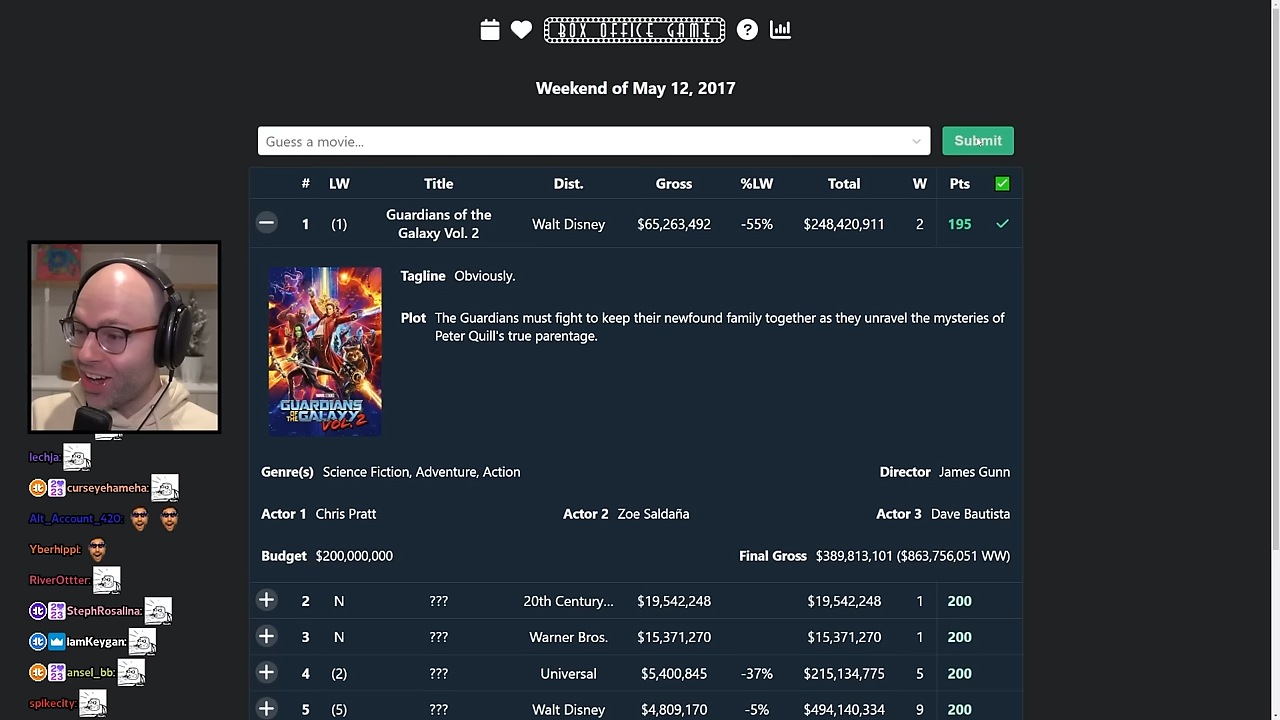 BOX OFFICE GAME
Weekend of May 12, 2017
Guess a movie...
Submit
# LW Title Dist. Gross %LW Total W Pts
1 (1) Guardians of the Galaxy Vol. 2 Walt Disney $65,263,492 -55% $248,420,911 2 195
Tagline Obviously.
Plot The Guardians must fight to keep their newfound family together as they unravel the mysteries of
Peter Quill's true parentage.
GUARDIANS
OF THE GALAXY
VOL. 2
Genre(s) Science Fiction, Adventure, Action Director James Gunn
Actor 1 Chris Pratt Actor 2 Zoe Saldaña Actor 3 Dave Bautista
Budget $200,000,000 Final Gross $389,813,101 ($863,756,051 WW)
2 N ??? 20th Century... $19,542,248 $19,542,248 1 200
3 N ??? Warner Bros. $15,371,270 $15,371,270 1 200
4 (2) ??? Universal $5,400,845 -37% $215,134,775 5 200
5 (5) ??? Walt Disney $4,809,170 -5% $494,140,334 9 200
lechja:
curseyehameha:
Alt_Account_420:
Yberhippi:
RiverOttter:
StephRosalina:
IamKeygan:
ansel_bb:
spikecity: